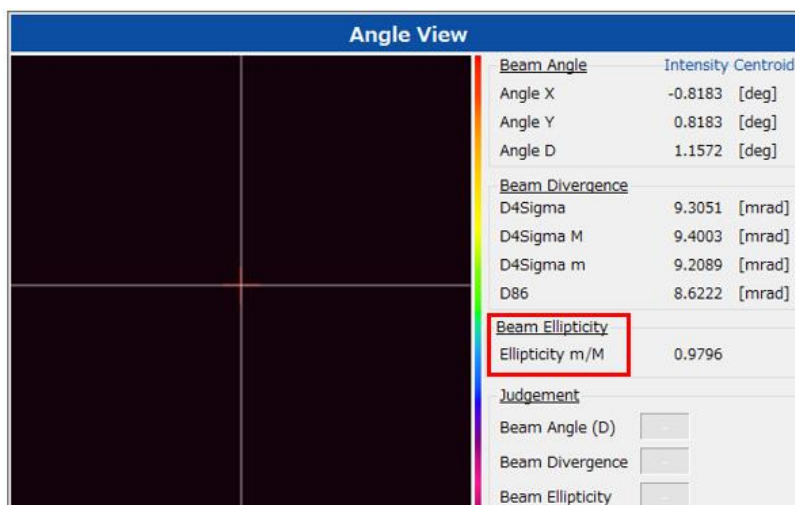 Angle View
Beam Angle Intensity Centroid
Angle X -0.8183 [deg]
Angle Y 0.8183 [deg]
Angle D 1.1572 [deg]
Beam Divergence
D4Sigma 9.3051 [mrad]
D4Sigma M 9.4003 [mrad]
D4Sigma m 9.2089 [mrad]
D86 8.6222 [mrad]
Beam Ellipticity
Ellipticity m/M 0.9796
Judgement
Beam Angle (D) -
Beam Divergence -
Beam Ellipticity -